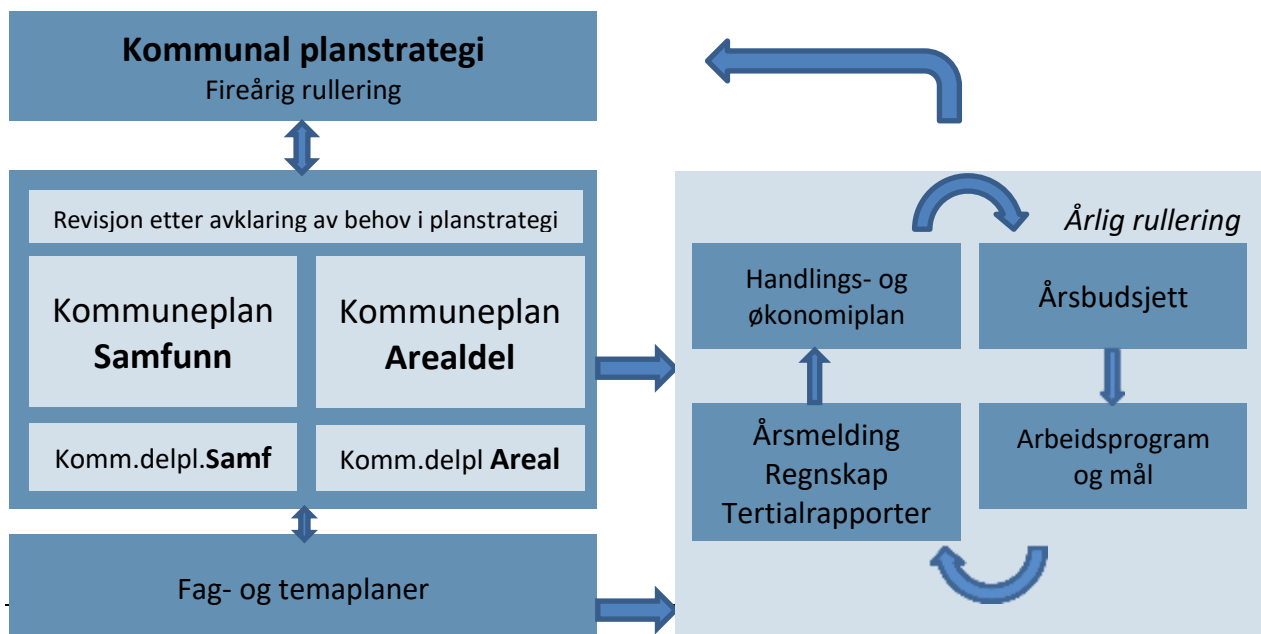 Kommunal planstrategi
Fireårig rullering
Revisjon etter avklaring av behov i planstrategi
Kommuneplan
Samfunn
Kommuneplan
Arealdel
Komm.delpl.Samf
Komm.delpl Areal
Fag- og temaplaner
Årlig rullering
Handlings- og
økonomiplan
Årsbudsjett
Årsmelding
Regnskap
Tertialrapporter
Arbeidsprogram
og mål